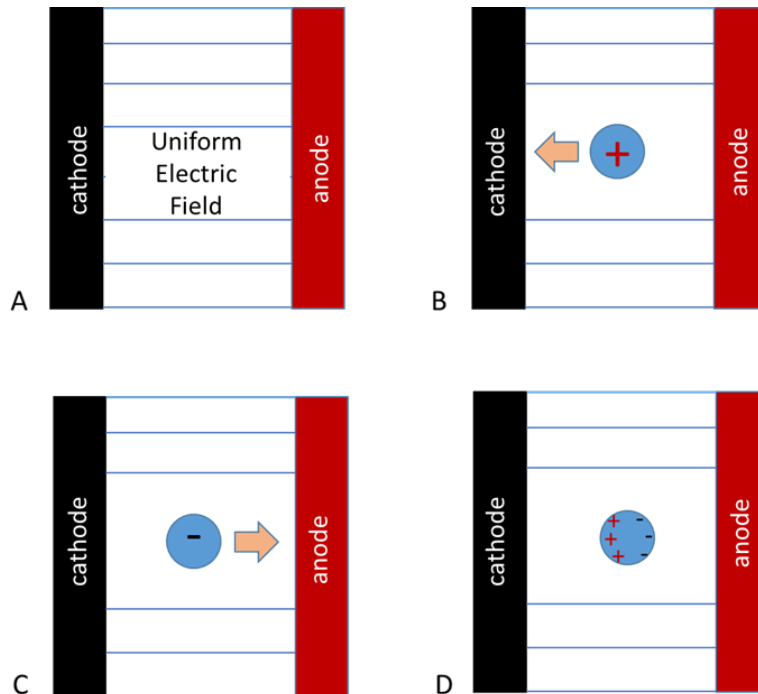 cathode
Uniform
Electric
Field
anode
A
cathode
+
anode
B
cathode
-
anode
C
cathode
+ -
+ -
+ -
anode
D